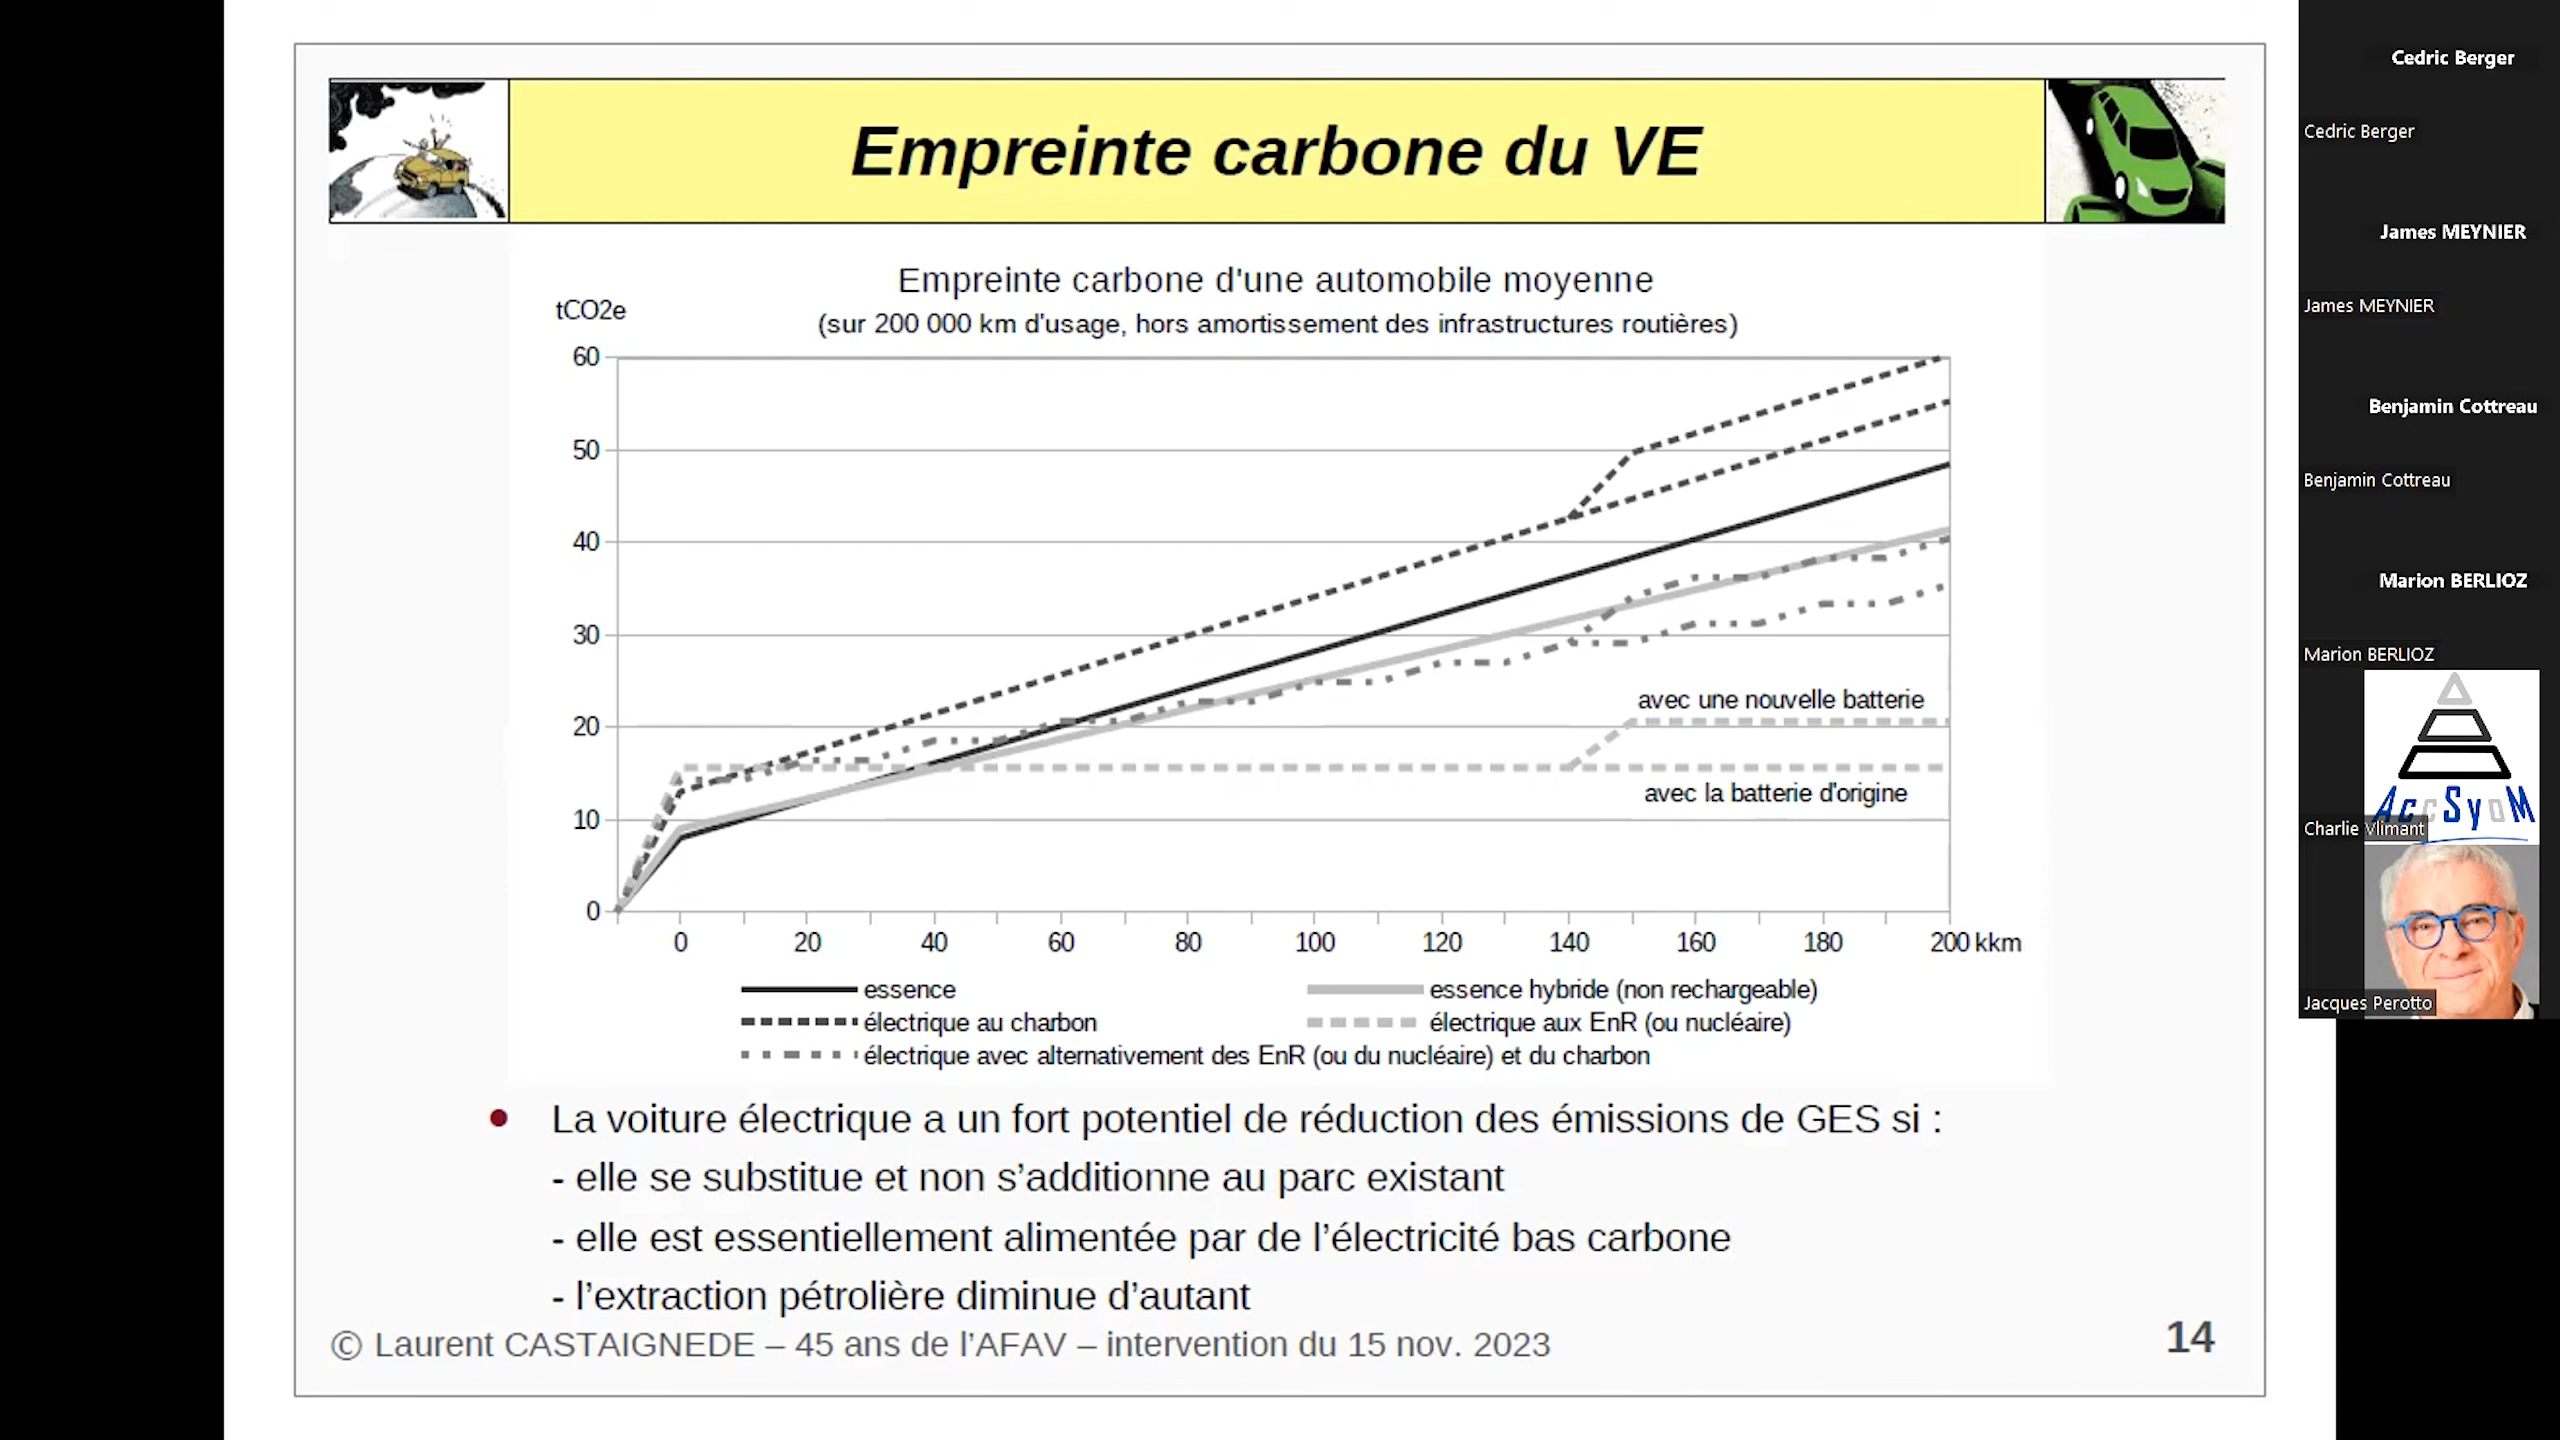 Empreinte carbone du VE
Empreinte carbone d'une automobile moyenne
(sur 200 000 km d'usage, hors amortissement des infrastructures routières)
tCO2e
60
50
40
30
20
10
0
avec une nouvelle batterie
avec la batterie d'origine
0 20 40 60 80 100 120 140 160 180 200 kkm
essence
essence hybride (non rechargeable)
électrique au charbon
électrique aux EnR (ou nucléaire)
électrique avec alternativement des EnR (ou du nucléaire) et du charbon
• La voiture électrique a un fort potentiel de réduction des émissions de GES si :
- elle se substitue et non s’additionne au parc existant
- elle est essentiellement alimentée par de l’électricité bas carbone
- l’extraction pétrolière diminue d’autant
© Laurent CASTAIGNEDE – 45 ans de l’AFAV – intervention du 15 nov. 2023
14
Cedric Berger
Cedric Berger
James MEYNIER
James MEYNIER
Benjamin Cottreau
Benjamin Cottreau
Marion BERLIOZ
Marion BERLIOZ
AccSyoM
Charlie Vlimant
Jacques Perotto